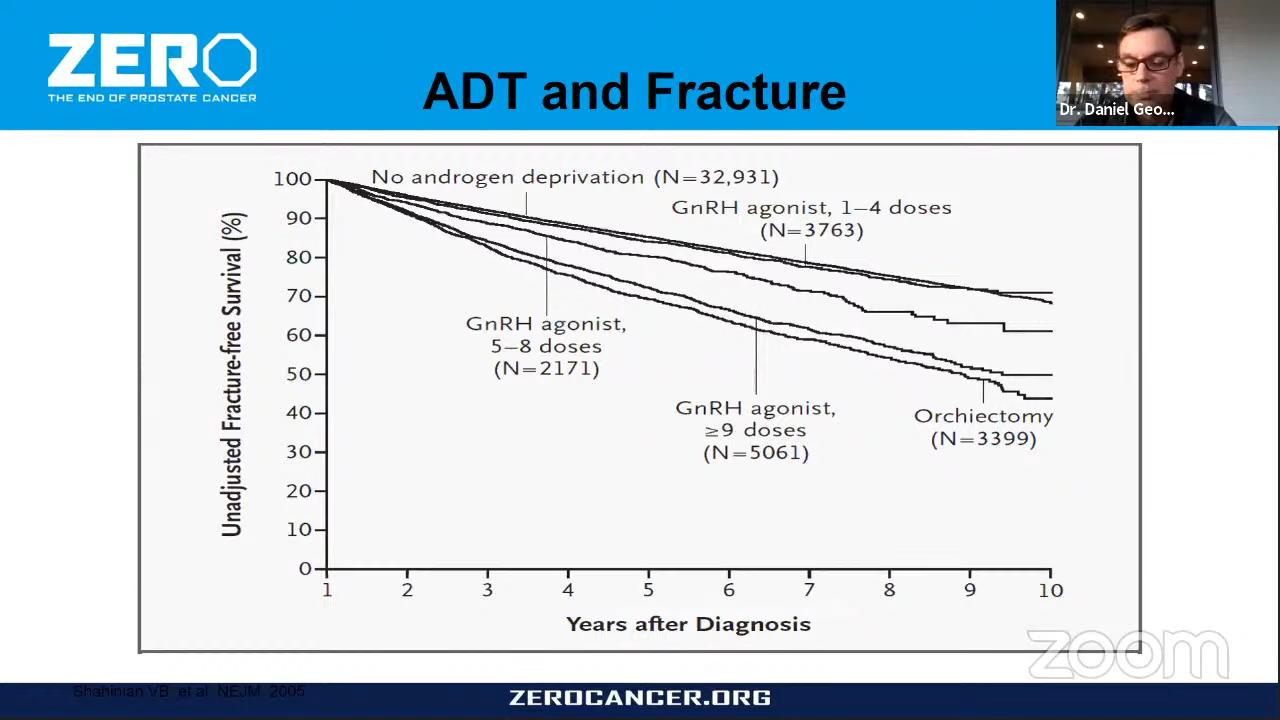 ZERO
THE END OF PROSTATE CANCER
ADT and Fracture
Dr. Daniel Geo...
No androgen deprivation (N=32,931)
GnRH agonist, 1–4 doses
(N=3763)
GnRH agonist,
5–8 doses
(N=2171)
GnRH agonist,
≥9 doses
(N=5061)
Orchiectomy
(N=3399)
Unadjusted Fracture-free Survival (%)
100
90
80
70
60
50
40
30
20
10
0
1 2 3 4 5 6 7 8 9 10
Years after Diagnosis
zoom
Shahinian VB et al NEJM 2005
ZEROCANCER.ORG